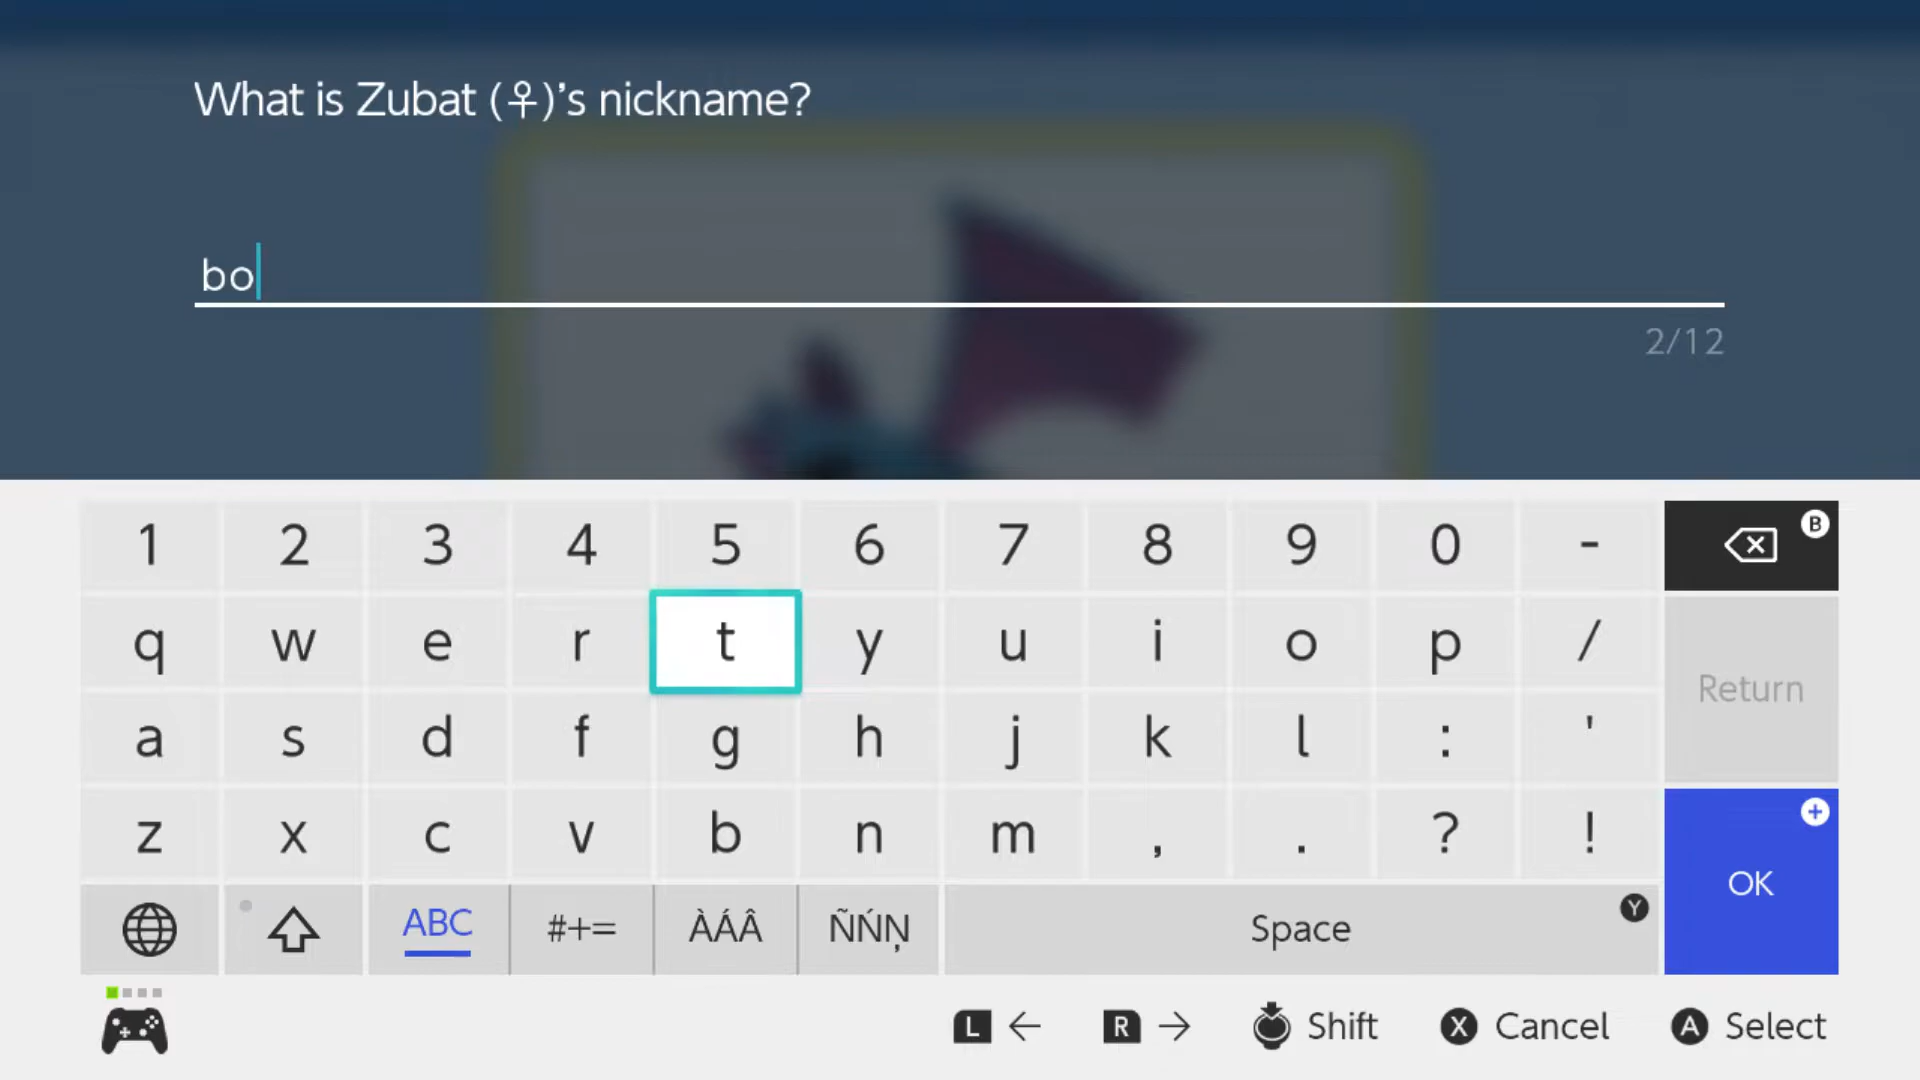 What is Zubat (♀)'s nickname?
bo
2/12
1 2 3 4 5 6 7 8 9 0 - B
q w e r t y u i o p /
Return
a s d f g h j k l : '
z x c v b n m , . ? ! +
OK
ABC #+= ÀÁÂ ÑŃŅ Space Y
L ← R → Shift X Cancel A Select